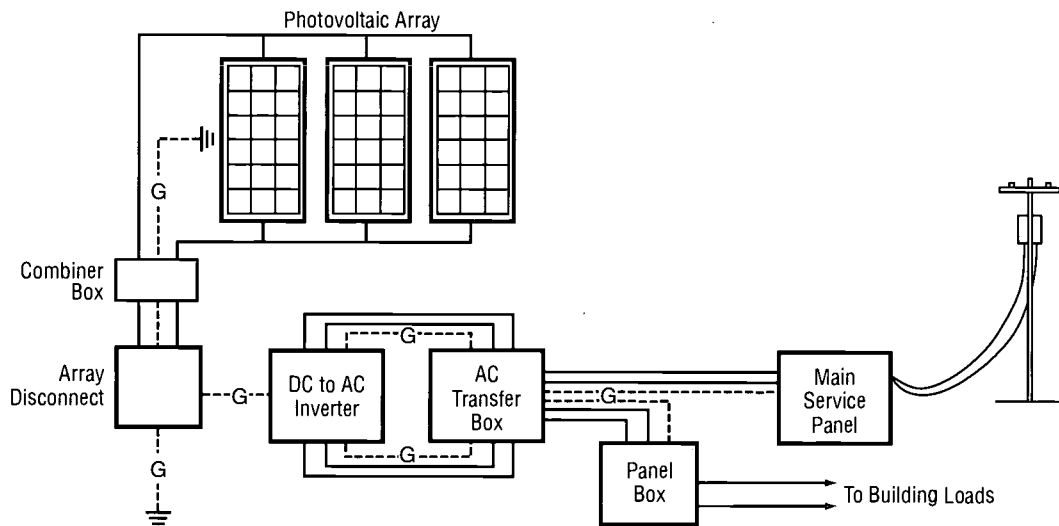 Photovoltaic Array
G
Combiner
Box
Array
Disconnect
G
G
DC to AC
Inverter
G
G
AC
Transfer
Box
G
Main
Service
Panel
Panel
Box
To Building Loads